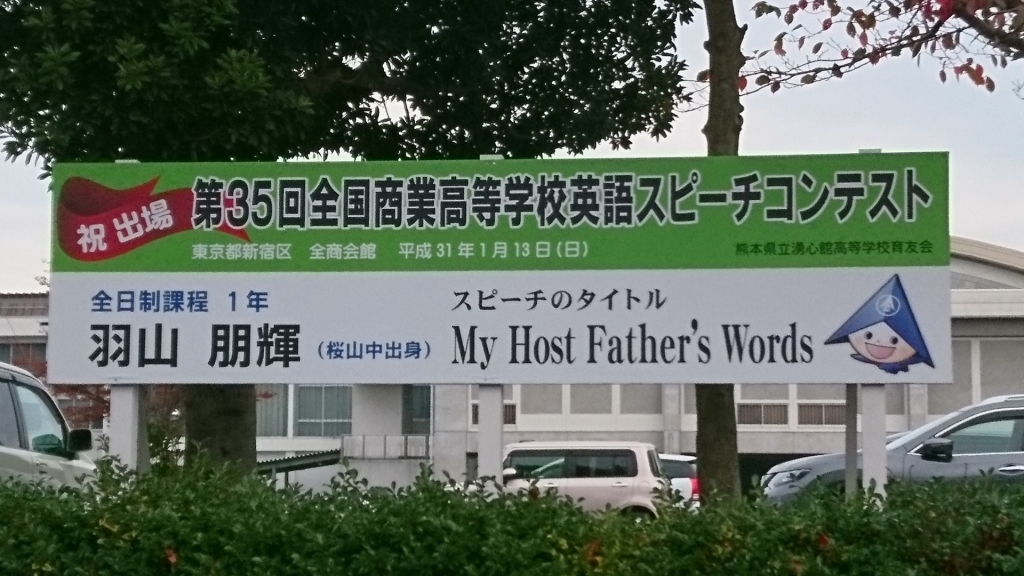 祝 出場
第35回全国商業高等学校英語スピーチコンテスト
東京都新宿区 全商会館 平成31年1月13日(日)
熊本県立湧心館高等学校育友会
全日制課程 1年
羽山 朋輝 (桜山中出身)
スピーチのタイトル
My Host Father's Words